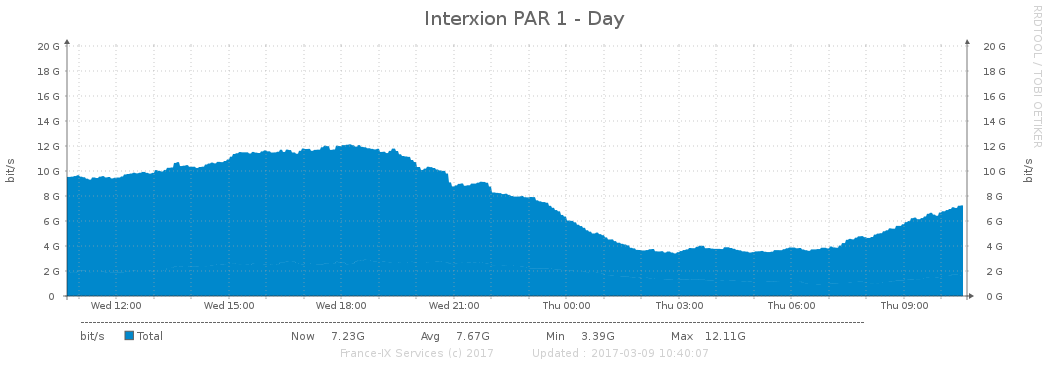 Interxion PAR 1 - Day
RRDTOOL / TOBI OETIKER
bit/s
bit/s
20 G 20 G
18 G 18 G
16 G 16 G
14 G 14 G
12 G 12 G
10 G 10 G
8 G 8 G
6 G 6 G
4 G 4 G
2 G 2 G
0 0 G
Wed 12:00 Wed 15:00 Wed 18:00 Wed 21:00 Thu 00:00 Thu 03:00 Thu 06:00 Thu 09:00
bit/s Total Now 7.23G Avg 7.67G Min 3.39G Max 12.11G
France-IX Services (c) 2017 Updated : 2017-03-09 10:40:07